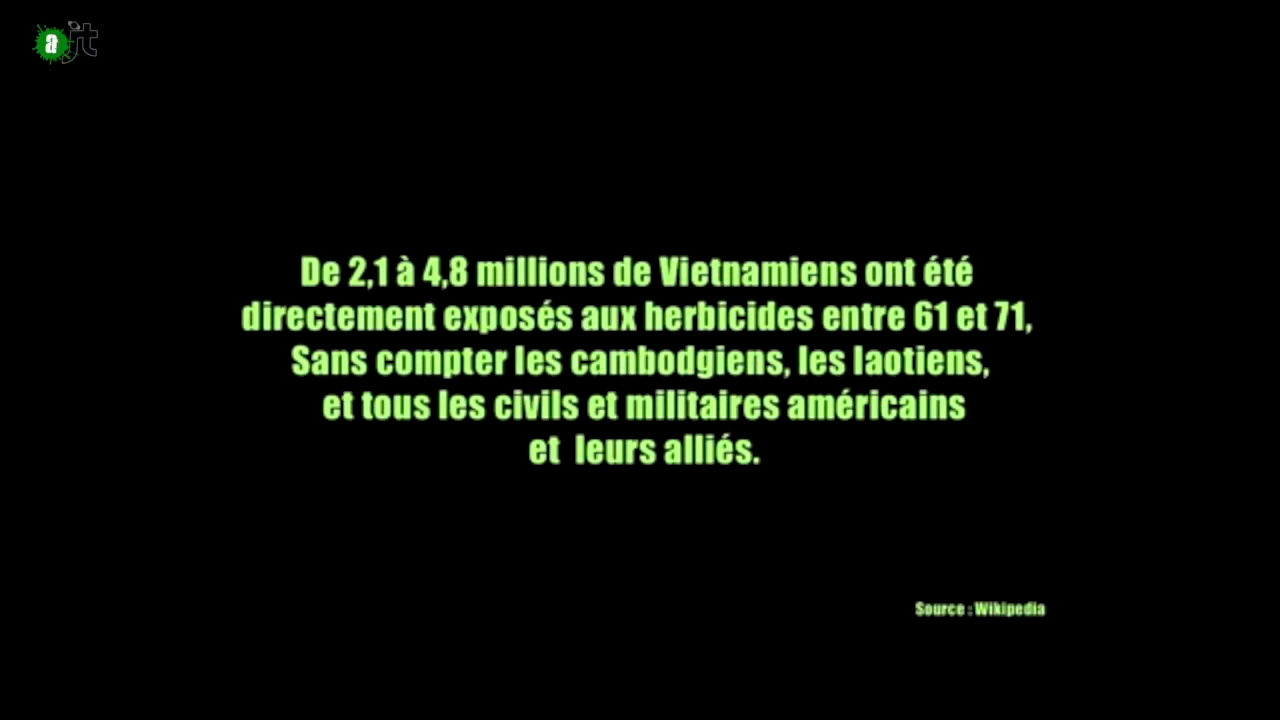 ajt
De 2,1 à 4,8 millions de Vietnamiens ont été
directement exposés aux herbicides entre 61 et 71,
Sans compter les cambodgiens, les laotiens,
et tous les civils et militaires américains
et  leurs alliés.
Source : Wikipedia